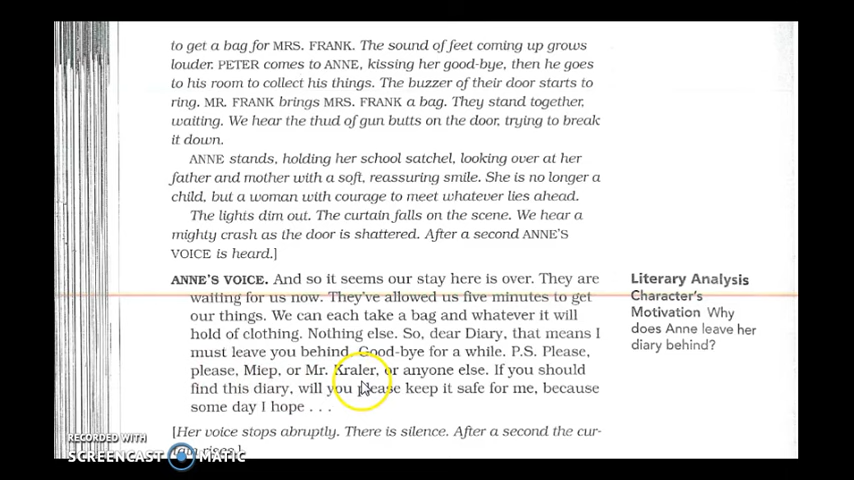 to get a bag for MRS. FRANK. The sound of feet coming up grows
louder. PETER comes to ANNE, kissing her good-bye, then he goes
to his room to collect his things. The buzzer of their door starts to
ring. MR. FRANK brings MRS. FRANK a bag. They stand together,
waiting. We hear the thud of gun butts on the door, trying to break
it down.
ANNE stands, holding her school satchel, looking over at her
father and mother with a soft, reassuring smile. She is no longer a
child, but a woman with courage to meet whatever lies ahead.
The lights dim out. The curtain falls on the scene. We hear a
mighty crash as the door is shattered. After a second ANNE'S
VOICE is heard.]
ANNE'S VOICE. And so it seems our stay here is over. They are
waiting for us now. They've allowed us five minutes to get
our things. We can each take a bag and whatever it will
hold of clothing. Nothing else. So, dear Diary, that means I
must leave you behind. Good-bye for a while. P.S. Please,
please, Miep, or Mr. Kraler, or anyone else. If you should
find this diary, will you please keep it safe for me, because
some day I hope . . .
[Her voice stops abruptly. There is silence. After a second the cur-
tain rises.]
Literary Analysis
Character's
Motivation Why
does Anne leave her
diary behind?
RECORDED WITH
SCREENCAST MATIC